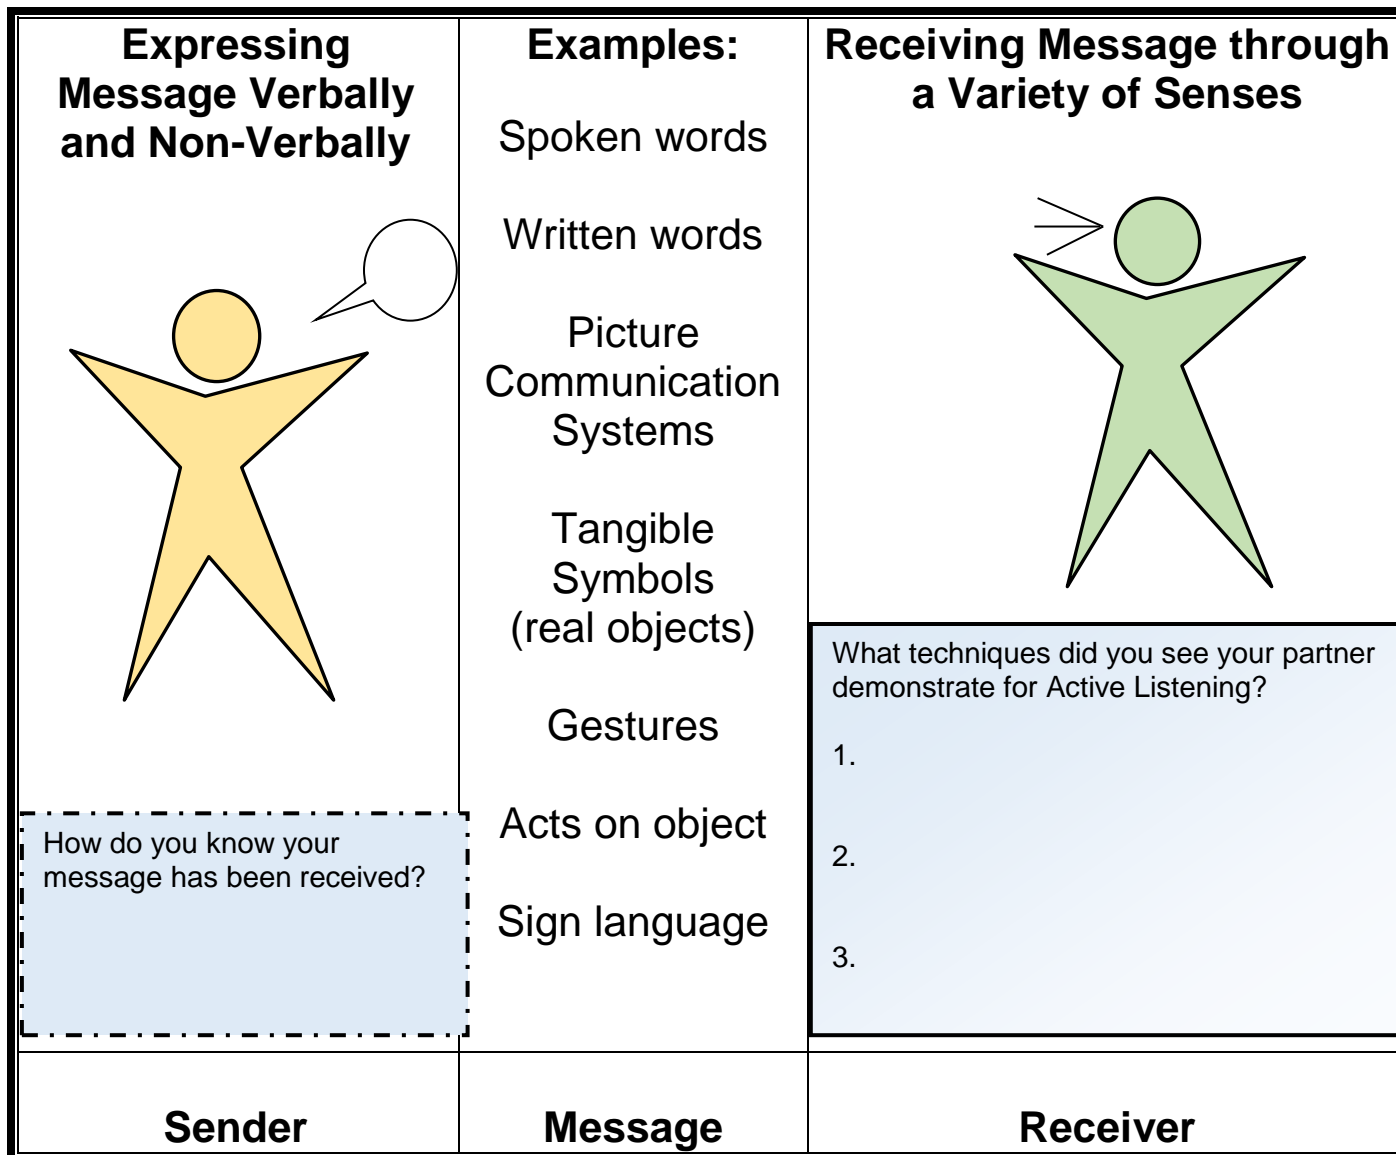 Expressing
Message Verbally
and Non-Verbally
How do you know your
message has been received?
Sender
Examples:
Spoken words
Written words
Picture
Communication
Systems
Tangible
Symbols
(real objects)
Gestures
Acts on object
Sign language
Message
Receiving Message through
a Variety of Senses
What techniques did you see your partner
demonstrate for Active Listening?
1.
2.
3.
Receiver